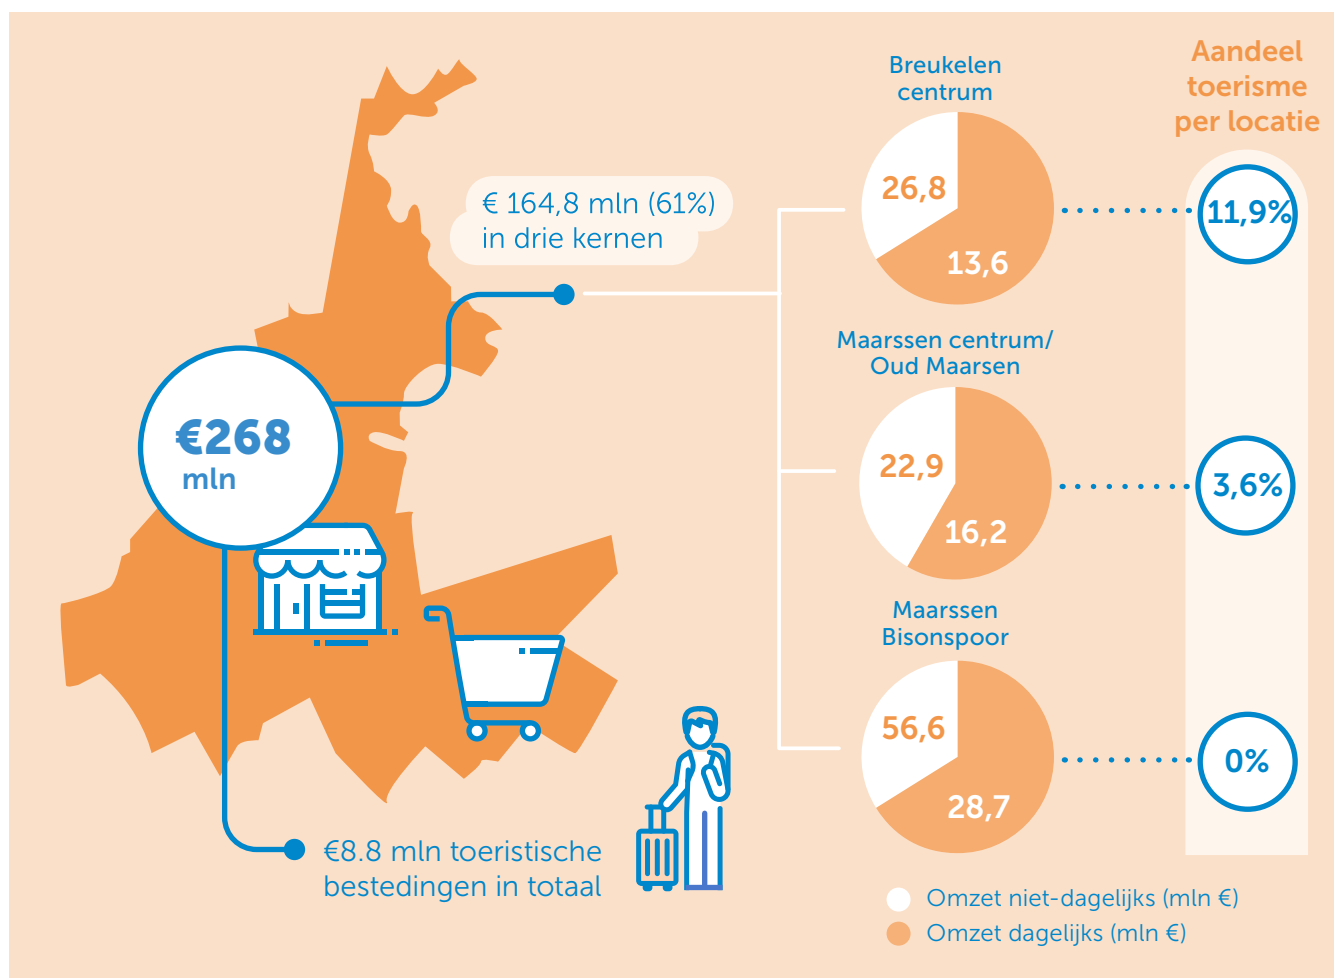 Aandeel
toerisme
per locatie
Breukelen
centrum
26,8
13,6
11,9%
€ 164,8 mln (61%)
in drie kernen
Maarssen centrum/
Oud Maarsen
22,9
16,2
3,6%
€268
mln
Maarssen
Bisonspoor
56,6
28,7
0%
€8.8 mln toeristische
bestedingen in totaal
Omzet niet-dagelijks (mln €)
Omzet dagelijks (mln €)